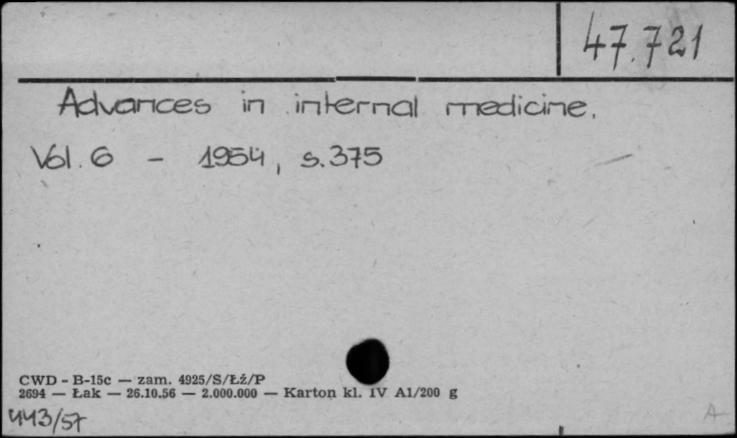 47.721
Advances in internal medicine.
Vol. 6 - 1954, s.375
CWD - B-15c — zam. 4925/S/Łź/P
2694 — Łak — 26.10.56 — 2.000.000 — Karton kl. IV A1/200 g
443/57
A